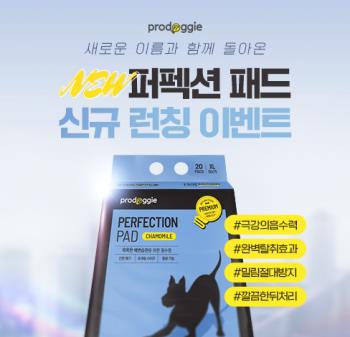 prodoggie
새로운 이름과 함께 돌아온
NEW 퍼펙션 패드
신규 런칭 이벤트
prodoggie
20
XL
PERFECTION
PAD CHAMOMILE
PREMIUM
#극강의흡수력
#완벽탈취효과
#밀림절대방지
#깔끔한뒤처리